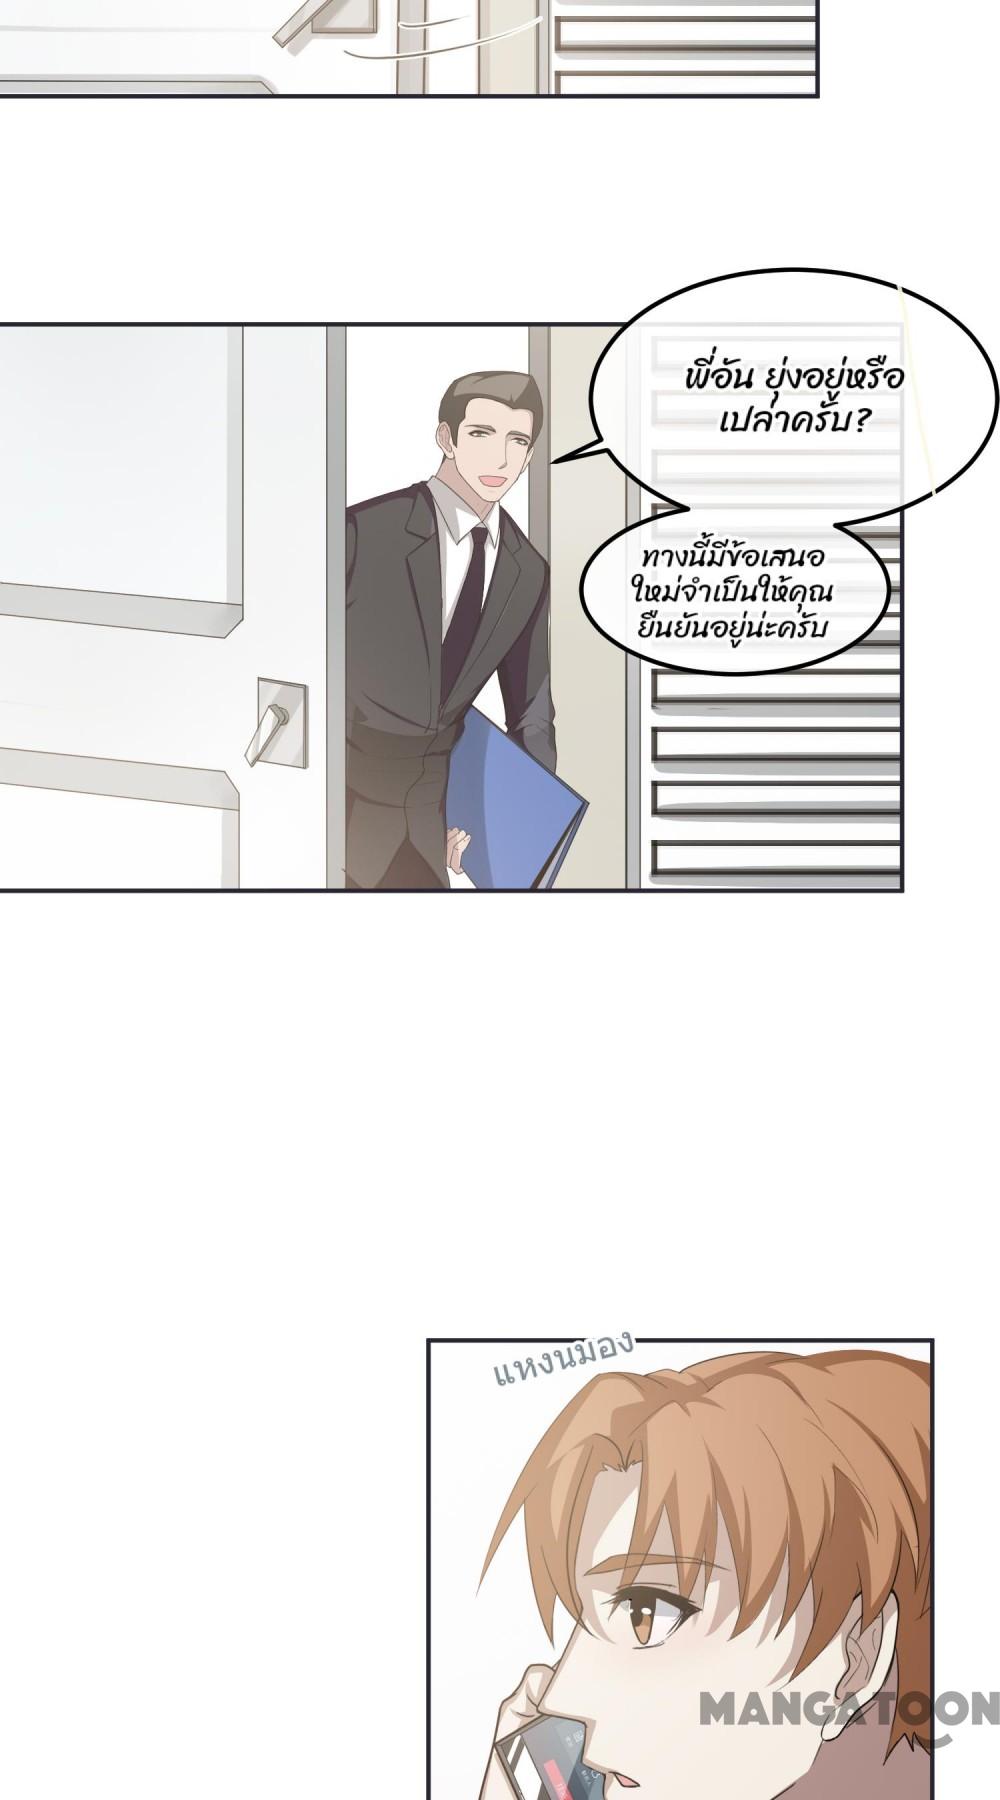 พี่อัน ยุ่งอยู่หรือ
เปล่าครับ?
ทางนี้มีข้อเสนอ
ใหม่จำเป็นให้คุณ
ยืนยันอยู่น่ะครับ
แหงนมอง
MANGATOON